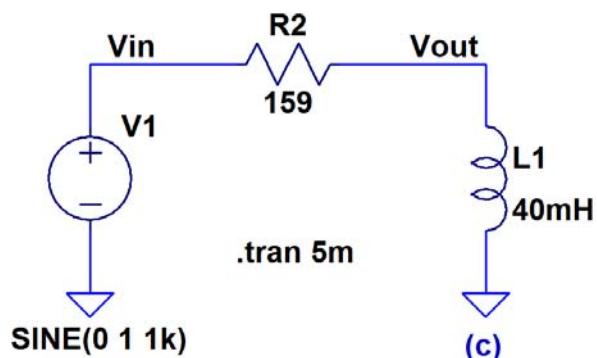 R2
Vin
Vout
159
V1
L1
40mH
.tran 5m
SINE(0 1 1k)
(c)